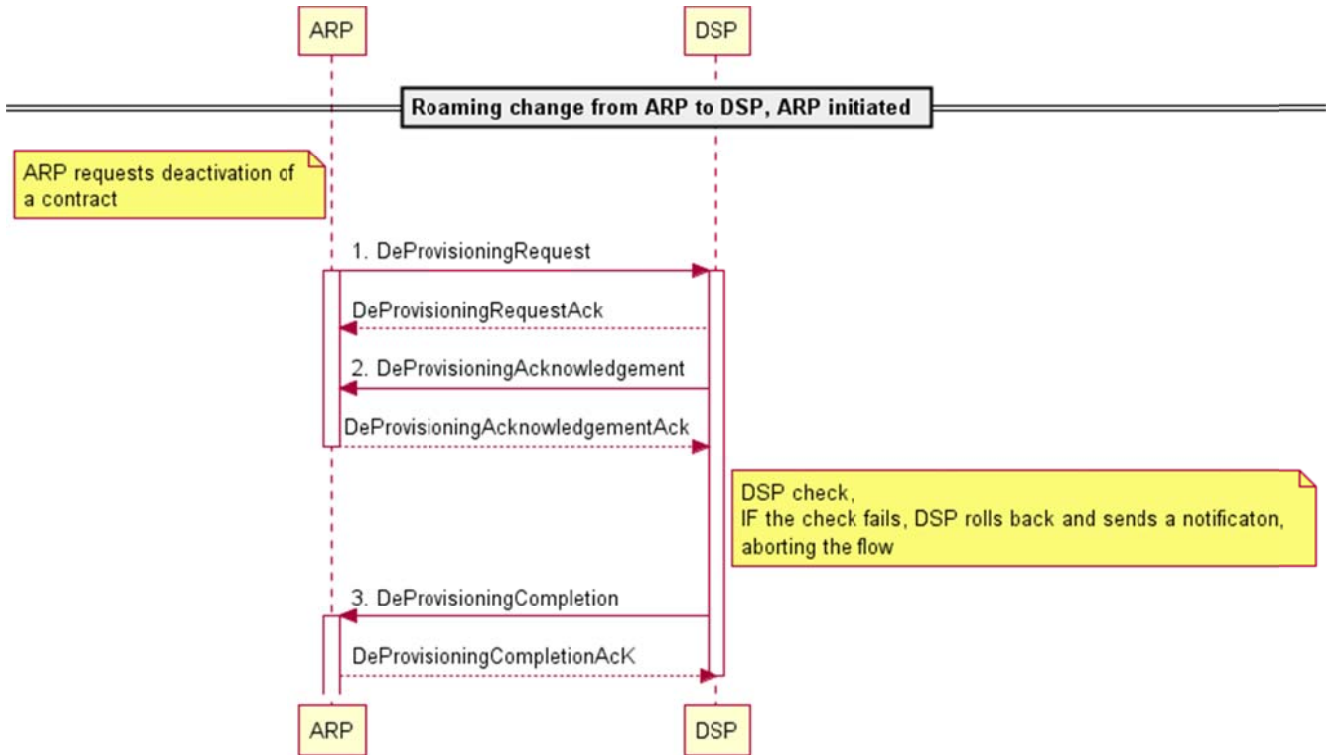 ARP DSP
Roaming change from ARP to DSP, ARP initiated
ARP requests deactivation of
a contract
1. DeProvisioningRequest
DeProvisioningRequestAck
2. DeProvisioningAcknowledgement
DeProvisioningAcknowledgementAck
DSP check,
IF the check fails, DSP rolls back and sends a notificaton,
aborting the flow
3. DeProvisioningCompletion
DeProvisioningCompletionAcK
ARP DSP